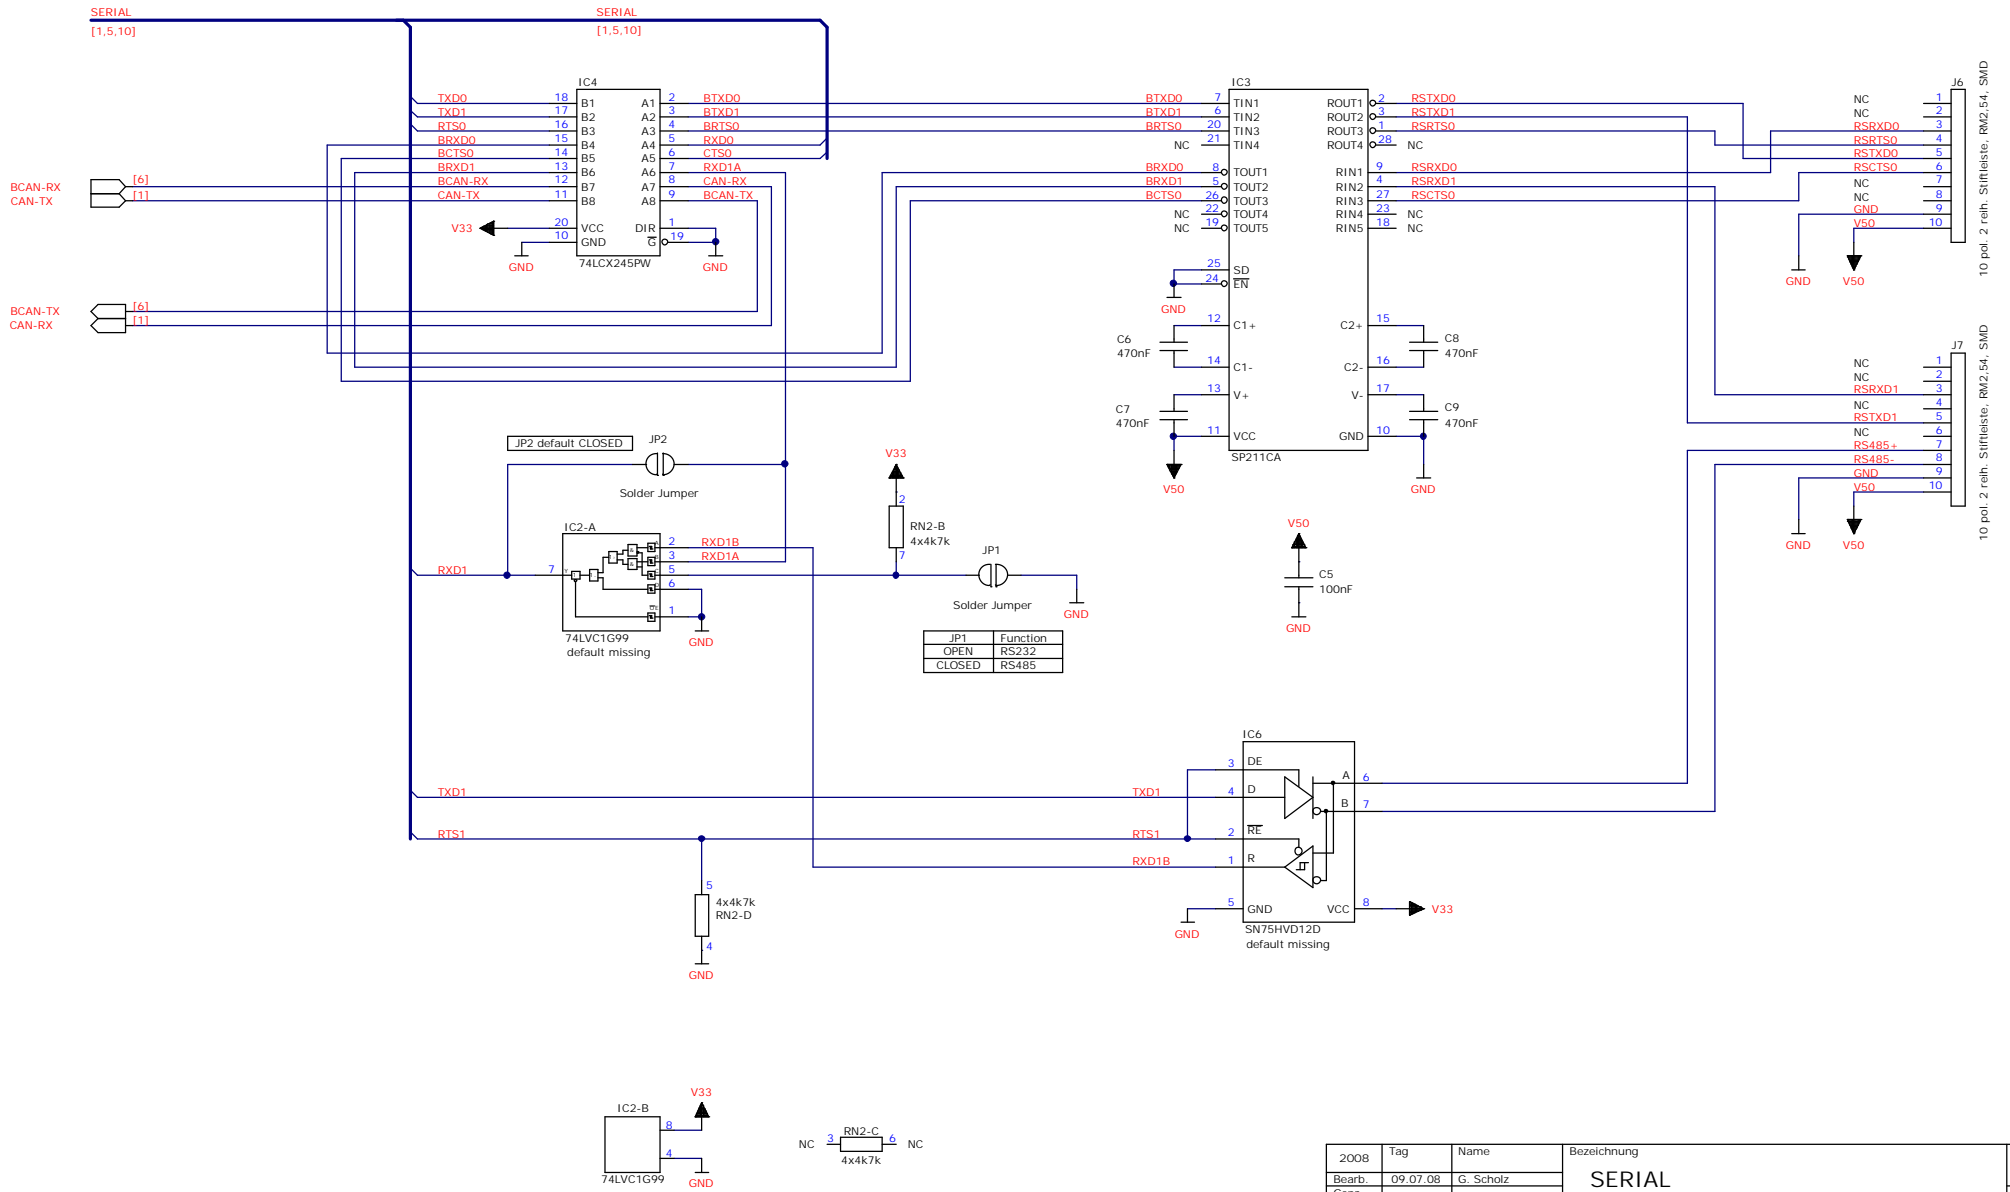 SERIAL
[1,5,10]
SERIAL
[1,5,10]
IC4
TXD0 18 B1 A1 2 BTXD0
TXD1 17 B2 A2 3 BTXD1
RTS0 16 B3 A3 4 BRTS0
BRXD0 15 B4 A4 5 RXD0
BCTS0 14 B5 A5 6 CTS0
BRXD1 13 B6 A6 7 RXD1A
BCAN-RX 12 B7 A7 8 CAN-RX
CAN-TX 11 B8 A8 9 BCAN-TX
V33 20 VCC DIR 1
10 GND G 19
GND
GND
74LCX245PW
BCAN-RX [6]
CAN-TX [1]
BCAN-TX [6]
CAN-RX [1]
IC3
BTXD0 7 TIN1 ROUT1 2 RSTXD0
BTXD1 6 TIN2 ROUT2 3 RSTXD1
BRTS0 20 TIN3 ROUT3 1 RSRTS0
NC 21 TIN4 ROUT4 28 NC
BRXD0 8 TOUT1 RIN1 9 RSRXD0
BRXD1 5 TOUT2 RIN2 4 RSRXD1
BCTS0 26 TOUT3 RIN3 27 RSCTS0
NC 22 TOUT4 RIN4 23 NC
NC 19 TOUT5 RIN5 18 NC
25 SD
24 EN
GND
12 C1+ C2+ 15
C6
470nF
C8
470nF
14 C1- C2- 16
13 V+ V- 17
C7
470nF
C9
470nF
11 VCC GND 10
SP211CA
V50
GND
J6
NC 1
NC 2
RSRXD0 3
RSRTS0 4
RSTXD0 5
RSCTS0 6
NC 7
NC 8
GND 9
V50 10
GND
V50
10 pol. 2 reih. Stiftleiste, RM2,54, SMD
J7
NC 1
NC 2
RSRXD1 3
NC 4
RSTXD1 5
NC 6
RS485+ 7
RS485- 8
GND 9
V50 10
GND
V50
10 pol. 2 reih. Stiftleiste, RM2,54, SMD
JP2 default CLOSED
JP2
Solder Jumper
IC2-A
2 RXD1B
3 RXD1A
RXD1 7
5
6
1
GND
74LVC1G99
default missing
V33
2
RN2-B
4x4k7k
7
JP1
Solder Jumper
GND
JP1 Function
OPEN RS232
CLOSED RS485
V50
C5
100nF
GND
IC6
3 DE A 6
TXD1 TXD1 4 D B 7
RTS1 RTS1 2 RE
RXD1B 1 R
5 GND VCC 8 V33
GND
SN75HVD12D
default missing
5
4x4k7k
RN2-D
4
GND
V33
IC2-B
8
4
74LVC1G99
GND
NC 3 RN2-C 6 NC
4x4k7k
2008 Tag Name Bezeichnung
Bearb. 09.07.08 G. Scholz SERIAL